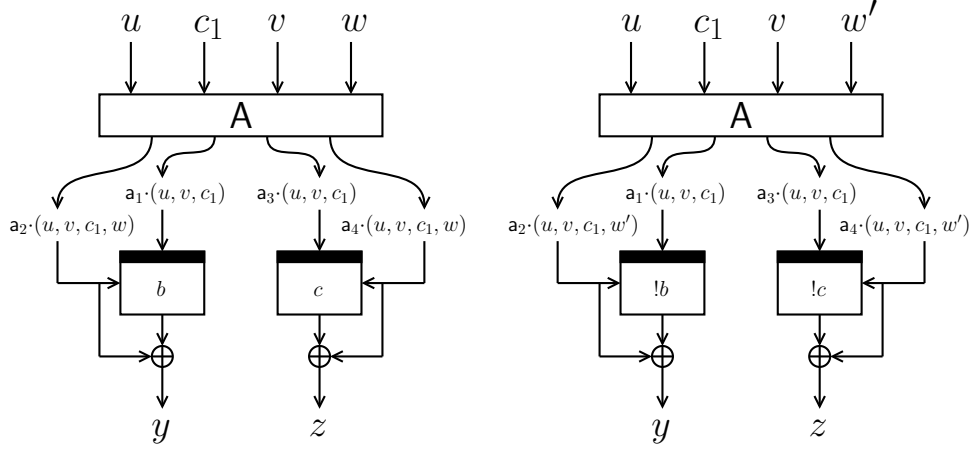 u c₁ v w u c₁ v w′
A A
a₁·(u, v, c₁) a₃·(u, v, c₁) a₁·(u, v, c₁) a₃·(u, v, c₁)
a₂·(u, v, c₁, w) a₄·(u, v, c₁, w) a₂·(u, v, c₁, w′) a₄·(u, v, c₁, w′)
b c !b !c
y z y z